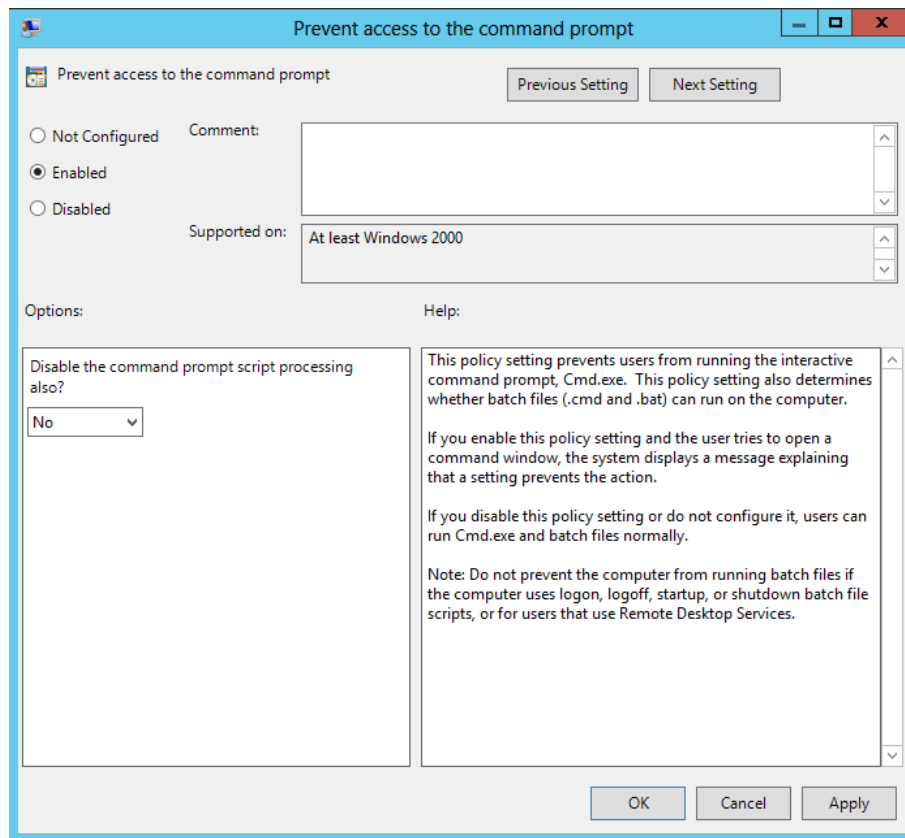 Prevent access to the command prompt
Prevent access to the command prompt
Previous Setting
Next Setting
Not Configured
Comment:
Enabled
Disabled
Supported on:
At least Windows 2000
Options:
Help:
Disable the command prompt script processing
also?
No
This policy setting prevents users from running the interactive
command prompt, Cmd.exe.  This policy setting also determines
whether batch files (.cmd and .bat) can run on the computer.
If you enable this policy setting and the user tries to open a
command window, the system displays a message explaining
that a setting prevents the action.
If you disable this policy setting or do not configure it, users can
run Cmd.exe and batch files normally.
Note: Do not prevent the computer from running batch files if
the computer uses logon, logoff, startup, or shutdown batch file
scripts, or for users that use Remote Desktop Services.
OK
Cancel
Apply